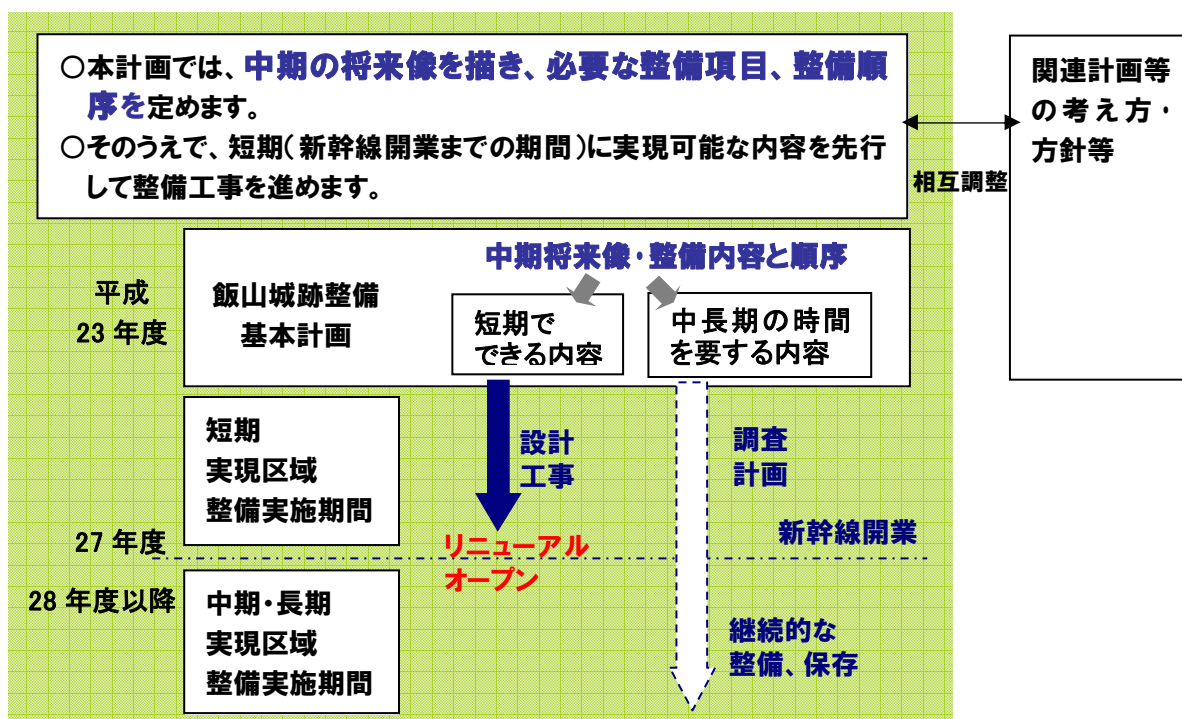 ○本計画では、中期の将来像を描き、必要な整備項目、整備順
序を定めます。
○そのうえで、短期（新幹線開業までの期間）に実現可能な内容を先行
して整備工事を進めます。
関連計画等
の考え方・
方針等
相互調整
中期将来像・整備内容と順序
平成
23 年度
飯山城跡整備
基本計画
短期で
できる内容
中長期の時間
を要する内容
短期
実現区域
整備実施期間
設計
工事
調査
計画
27 年度
リニューアル
オープン
新幹線開業
28 年度以降
中期・長期
実現区域
整備実施期間
継続的な
整備、保存